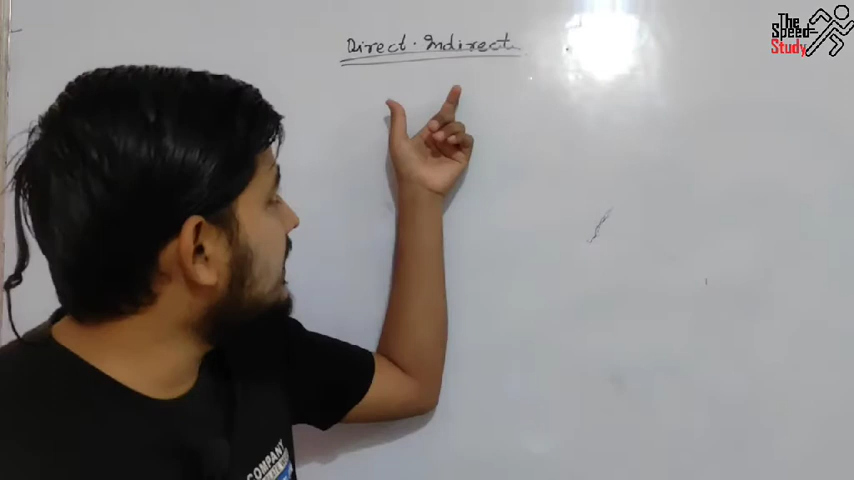 Direct. Indirect
The
Speed-
Study
COMPANY